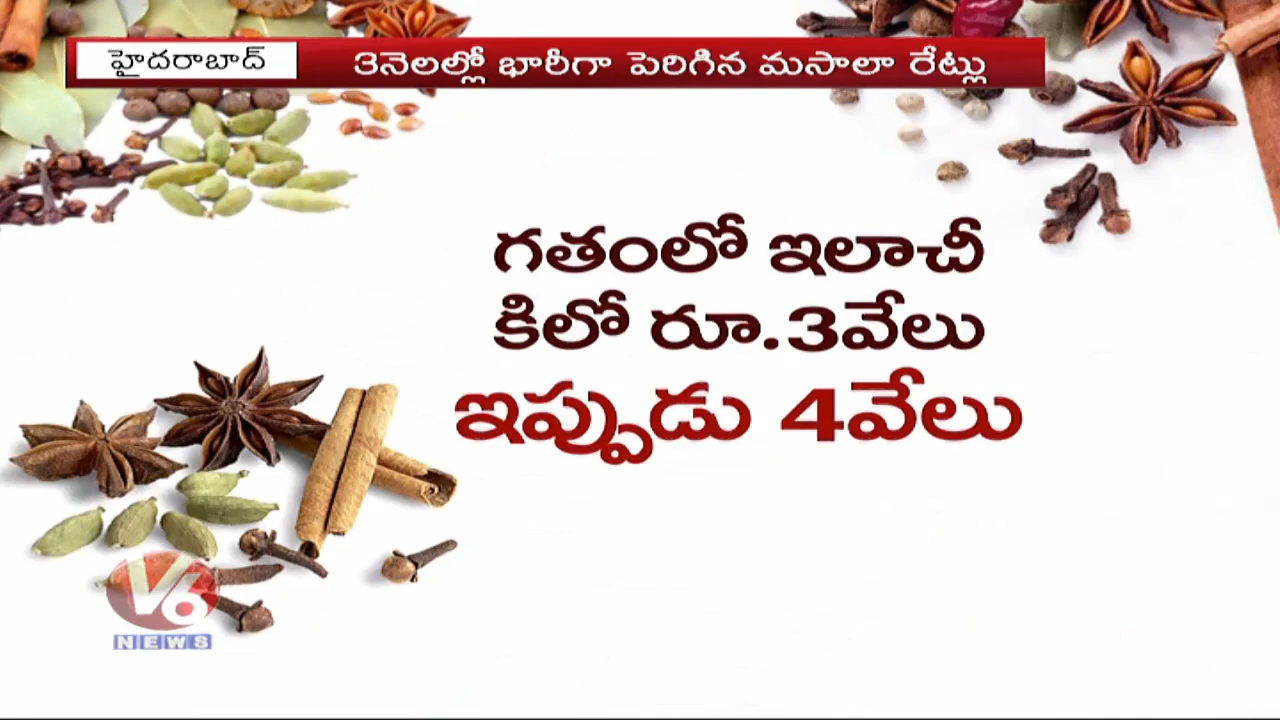 హైదరాబాద్
3నెలల్లో భారీగా పెరిగిన మసాలా రేట్లు
గతంలో ఇలాచీ
కిలో రూ.3వేలు
ఇప్పుడు 4వేలు
V6
NEWS